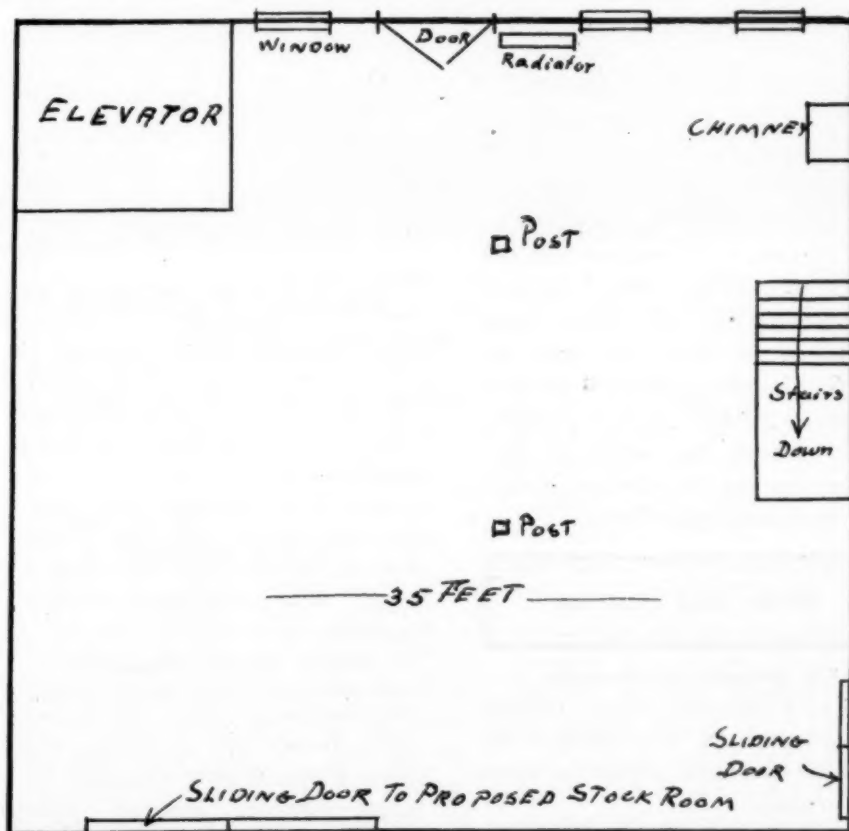 WINDOW
DOOR
Radiator
ELEVATOR
CHIMNEY
POST
Stairs
Down
POST
35 FEET
SLIDING
DOOR
SLIDING DOOR TO PROPOSED STOCK ROOM